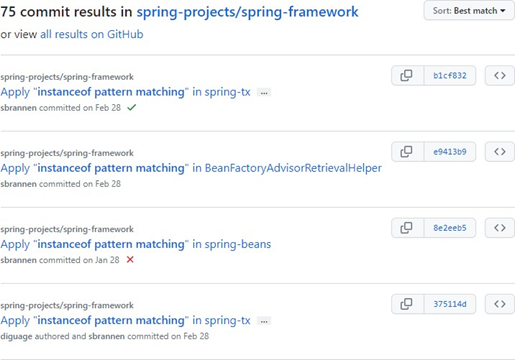 75 commit results in spring-projects/spring-framework
Sort: Best match
or view all results on GitHub
spring-projects/spring-framework
Apply "instanceof pattern matching" in spring-tx ...
b1cf832
sbrannen committed on Feb 28
spring-projects/spring-framework
Apply "instanceof pattern matching" in BeanFactoryAdvisorRetrievalHelper
e9413b9
sbrannen committed on Feb 28
spring-projects/spring-framework
Apply "instanceof pattern matching" in spring-beans
8e2eeb5
sbrannen committed on Jan 28
spring-projects/spring-framework
Apply "instanceof pattern matching" in spring-tx ...
375114d
diguage authored and sbrannen committed on Feb 28